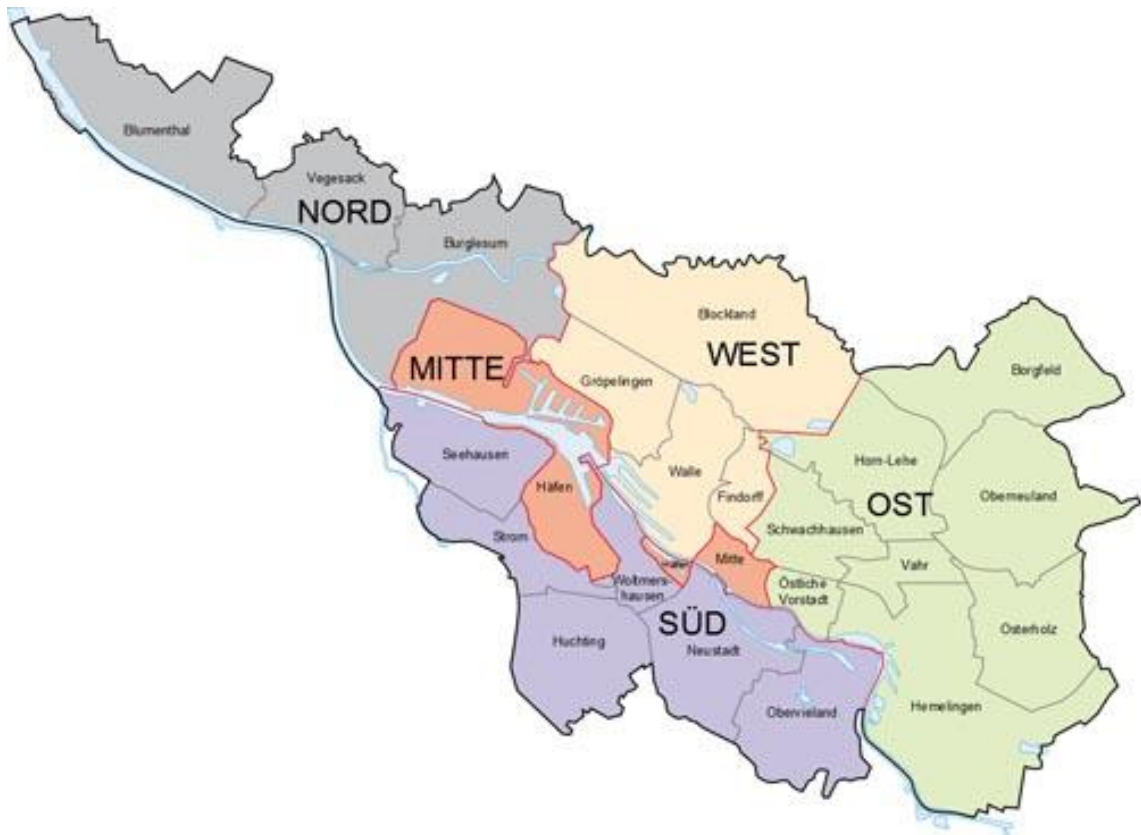 Blumenthal
Vegesack
NORD
Burglesum
Blockland
WEST
MITTE
Gröpelingen
Borgfeld
Seehausen
Häfen
Walle
Findorff
Horn-Lehe
OST
Oberneuland
Strom
Schwachhausen
Mitte
Vahr
Woltmers-
hausen
Östliche
Vorstadt
Huchting
SÜD
Neustadt
Osterholz
Obervieland
Hemelingen